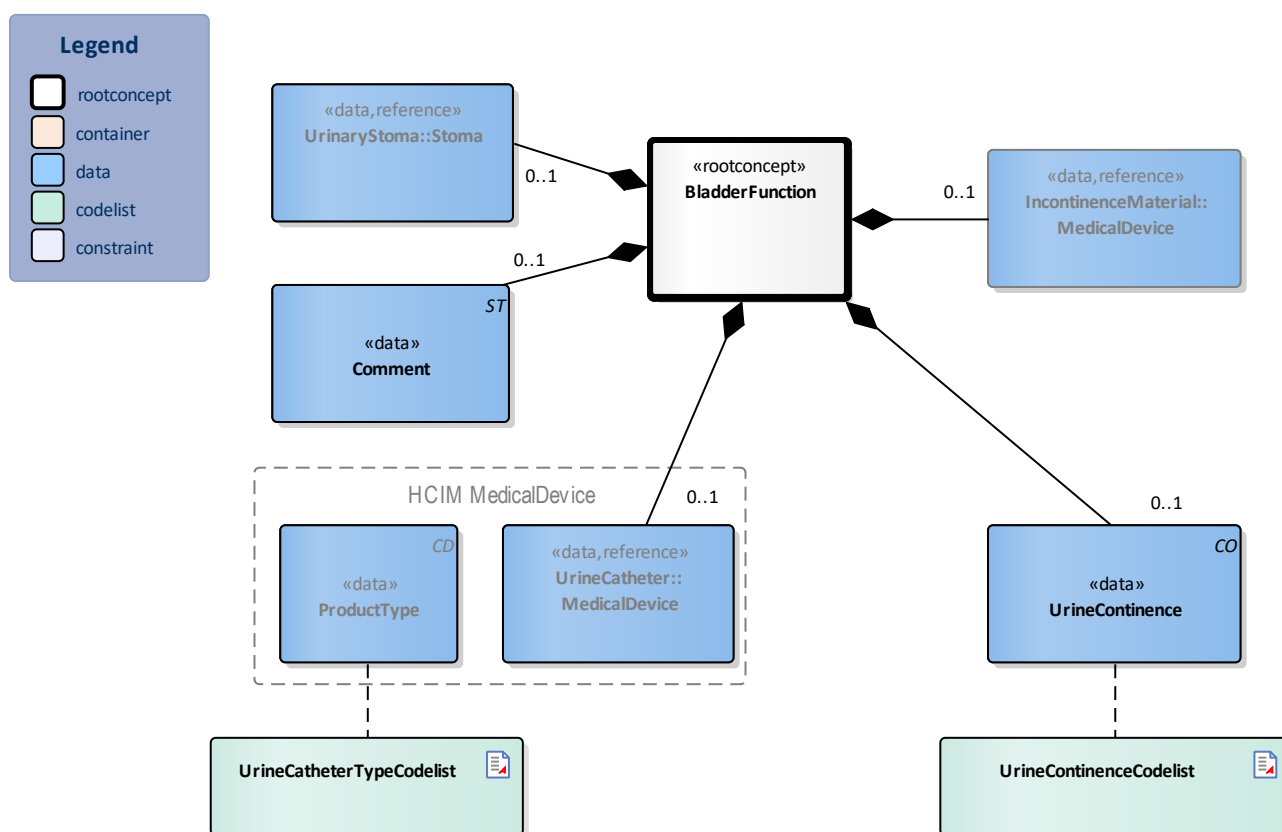 Legend
rootconcept
container
data
codelist
constraint
«data,reference»
UrinaryStoma::Stoma
0..1
«rootconcept»
BladderFunction
«data,reference»
IncontinenceMaterial::
MedicalDevice
0..1
0..1
ST
«data»
Comment
HCIM MedicalDevice
0..1
CD
«data»
ProductType
«data,reference»
UrineCatheter::
MedicalDevice
0..1
CO
«data»
UrineContinence
UrineCatheterTypeCodelist
UrineContinenceCodelist